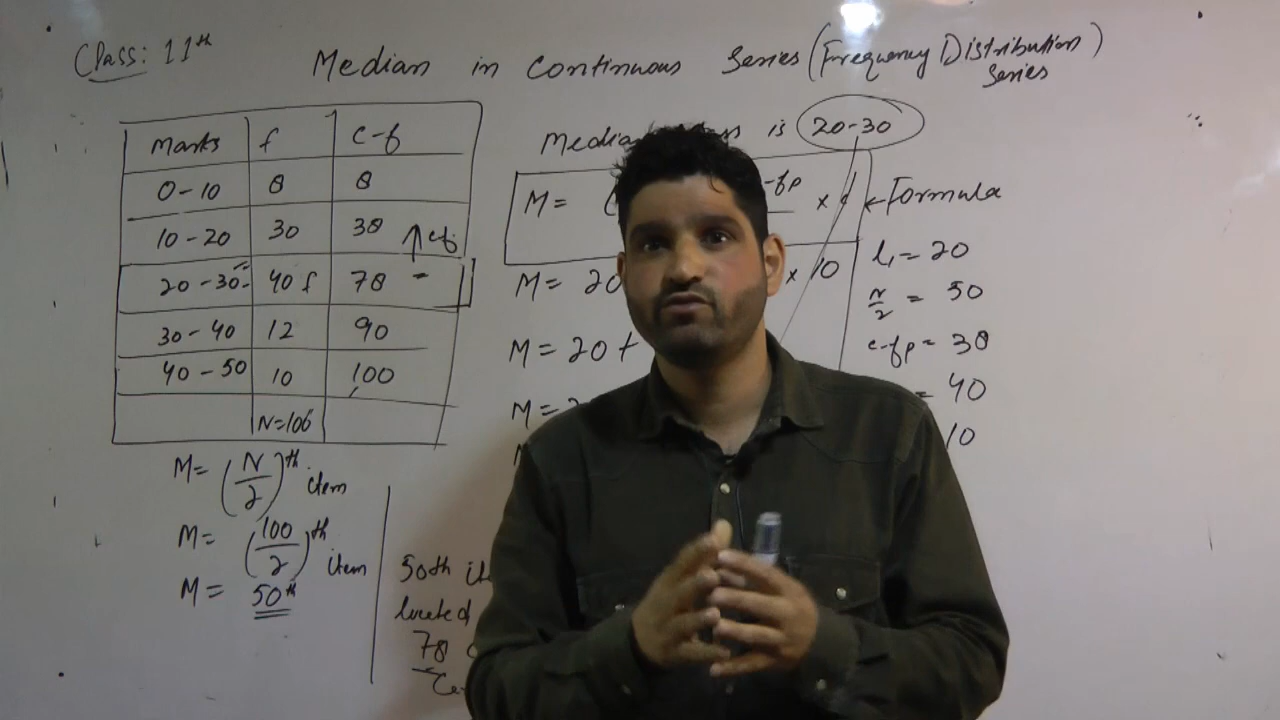 Class: 11th
Median in Continuous Series (Frequency Distribution)
Series
Marks f c-f
0-10 8 8
10-20 30 38 cf
20-30 40 f 78 -
30-40 12 90
40-50 10 100
N=100
M= (N/2)th item
M= (100/2)th item
M= 50th
50th
located
78
Median is 20-30
M= -fp × ← Formula
M= 20 × 10
M= 20 +
M=
l1 = 20
N/2 = 50
c-fp = 38
= 40
10